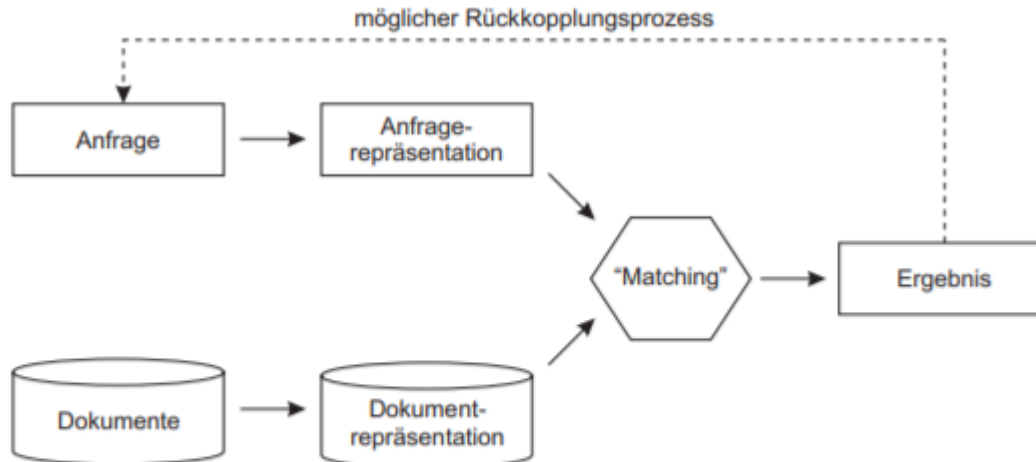 möglicher Rückkopplungsprozess
Anfrage
Anfrage-
repräsentation
“Matching”
Ergebnis
Dokumente
Dokument-
repräsentation